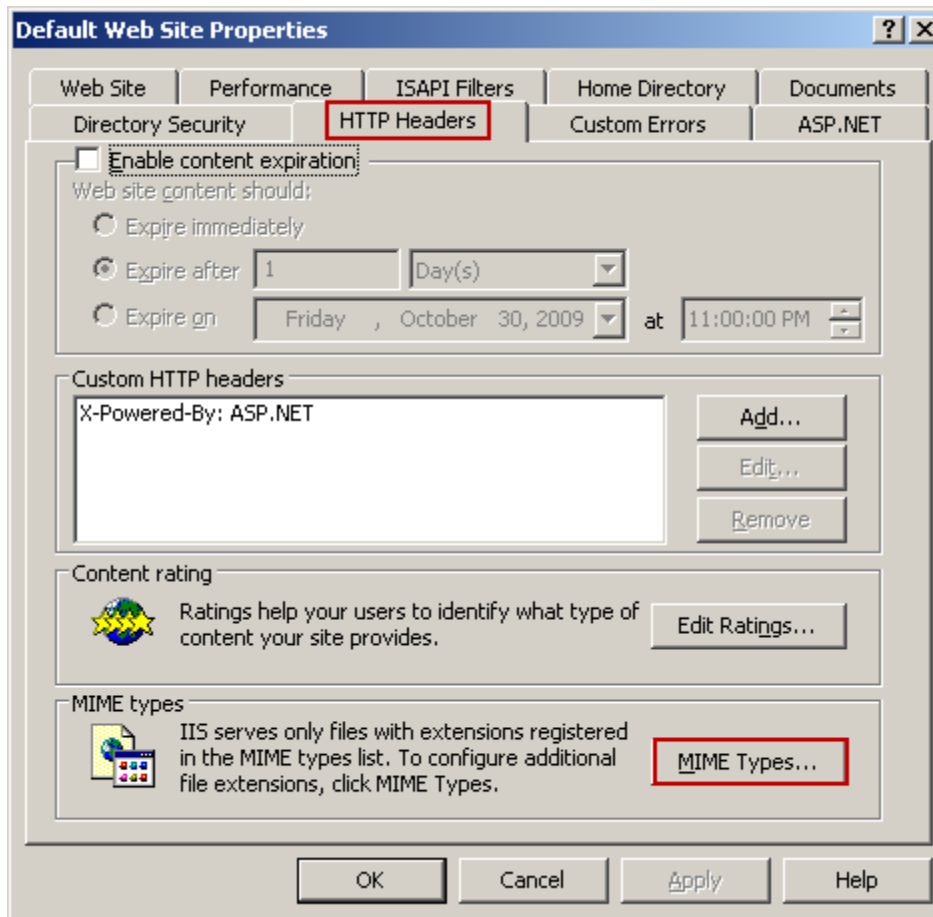 Default Web Site Properties
?
X
Web Site
Performance
ISAPI Filters
Home Directory
Documents
Directory Security
HTTP Headers
Custom Errors
ASP.NET
Enable content expiration
Web site content should:
Expire immediately
Expire after
1
Day(s)
Expire on
Friday , October 30, 2009
at
11:00:00 PM
Custom HTTP headers
X-Powered-By: ASP.NET
Add...
Edit...
Remove
Content rating
Ratings help your users to identify what type of
content your site provides.
Edit Ratings...
MIME types
IIS serves only files with extensions registered
in the MIME types list. To configure additional
file extensions, click MIME Types.
MIME Types...
OK
Cancel
Apply
Help